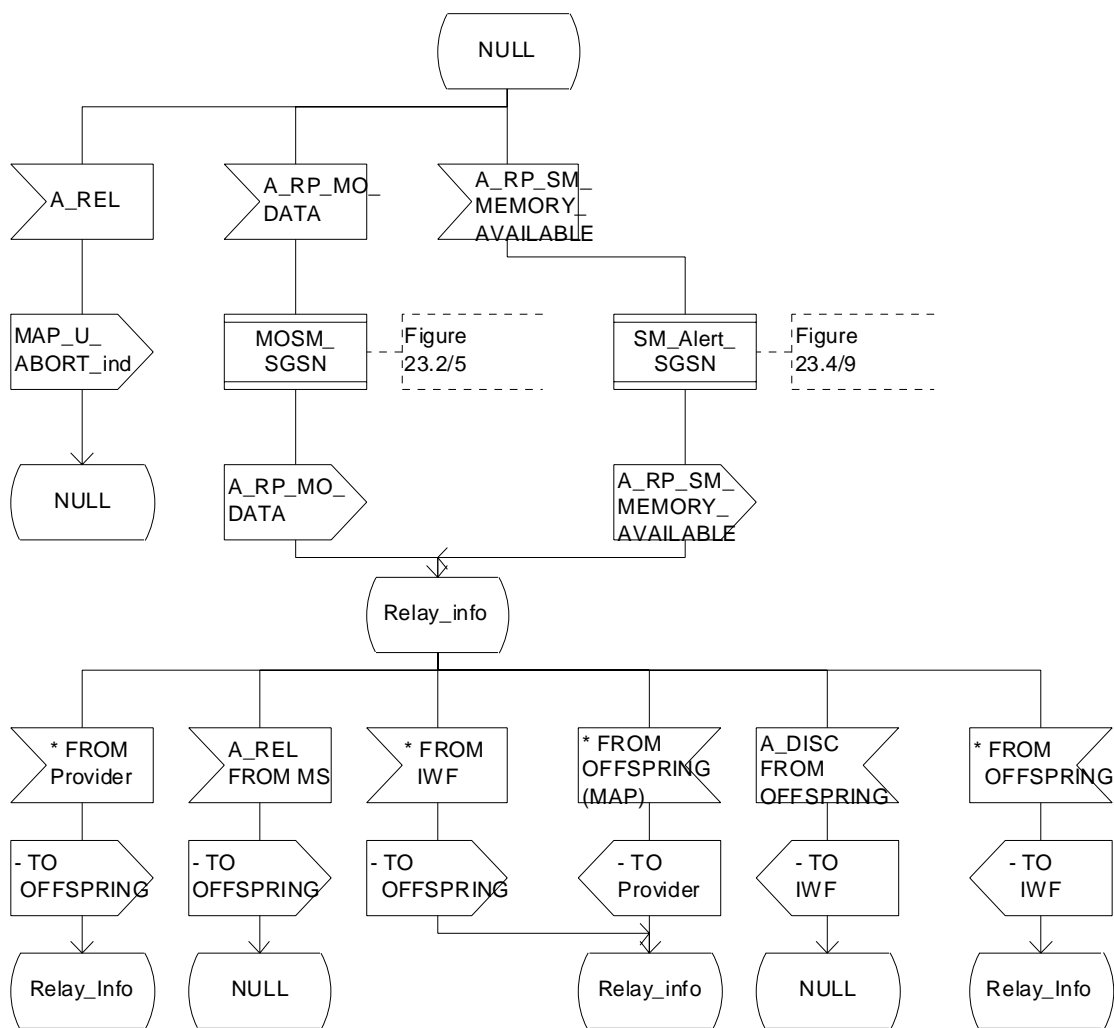 NULL
A_REL
A_RP_MO_
DATA
A_RP_SM_
MEMORY_
AVAILABLE
MAP_U_
ABORT_ind
MOSM_
SGSN
Figure
23.2/5
SM_Alert_
SGSN
Figure
23.4/9
NULL
A_RP_MO_
DATA
A_RP_SM_
MEMORY_
AVAILABLE
Relay_info
* FROM
Provider
A_REL
FROM MS
* FROM
IWF
* FROM
OFFSPRING
(MAP)
A_DISC
FROM
OFFSPRING
* FROM
OFFSPRING
- TO
OFFSPRING
- TO
OFFSPRING
- TO
OFFSPRING
- TO
Provider
- TO
IWF
- TO
IWF
Relay_Info
NULL
Relay_info
NULL
Relay_Info